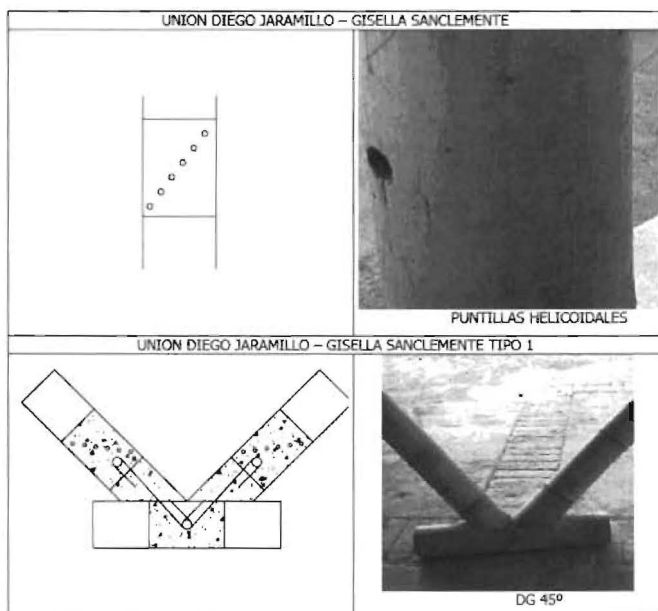 UNION DIEGO JARAMILLO – GISELLA SANCLEMENTE
PUNTILLAS HELICOIDALES
UNION DIEGO JARAMILLO – GISELLA SANCLEMENTE TIPO 1
DG 45º